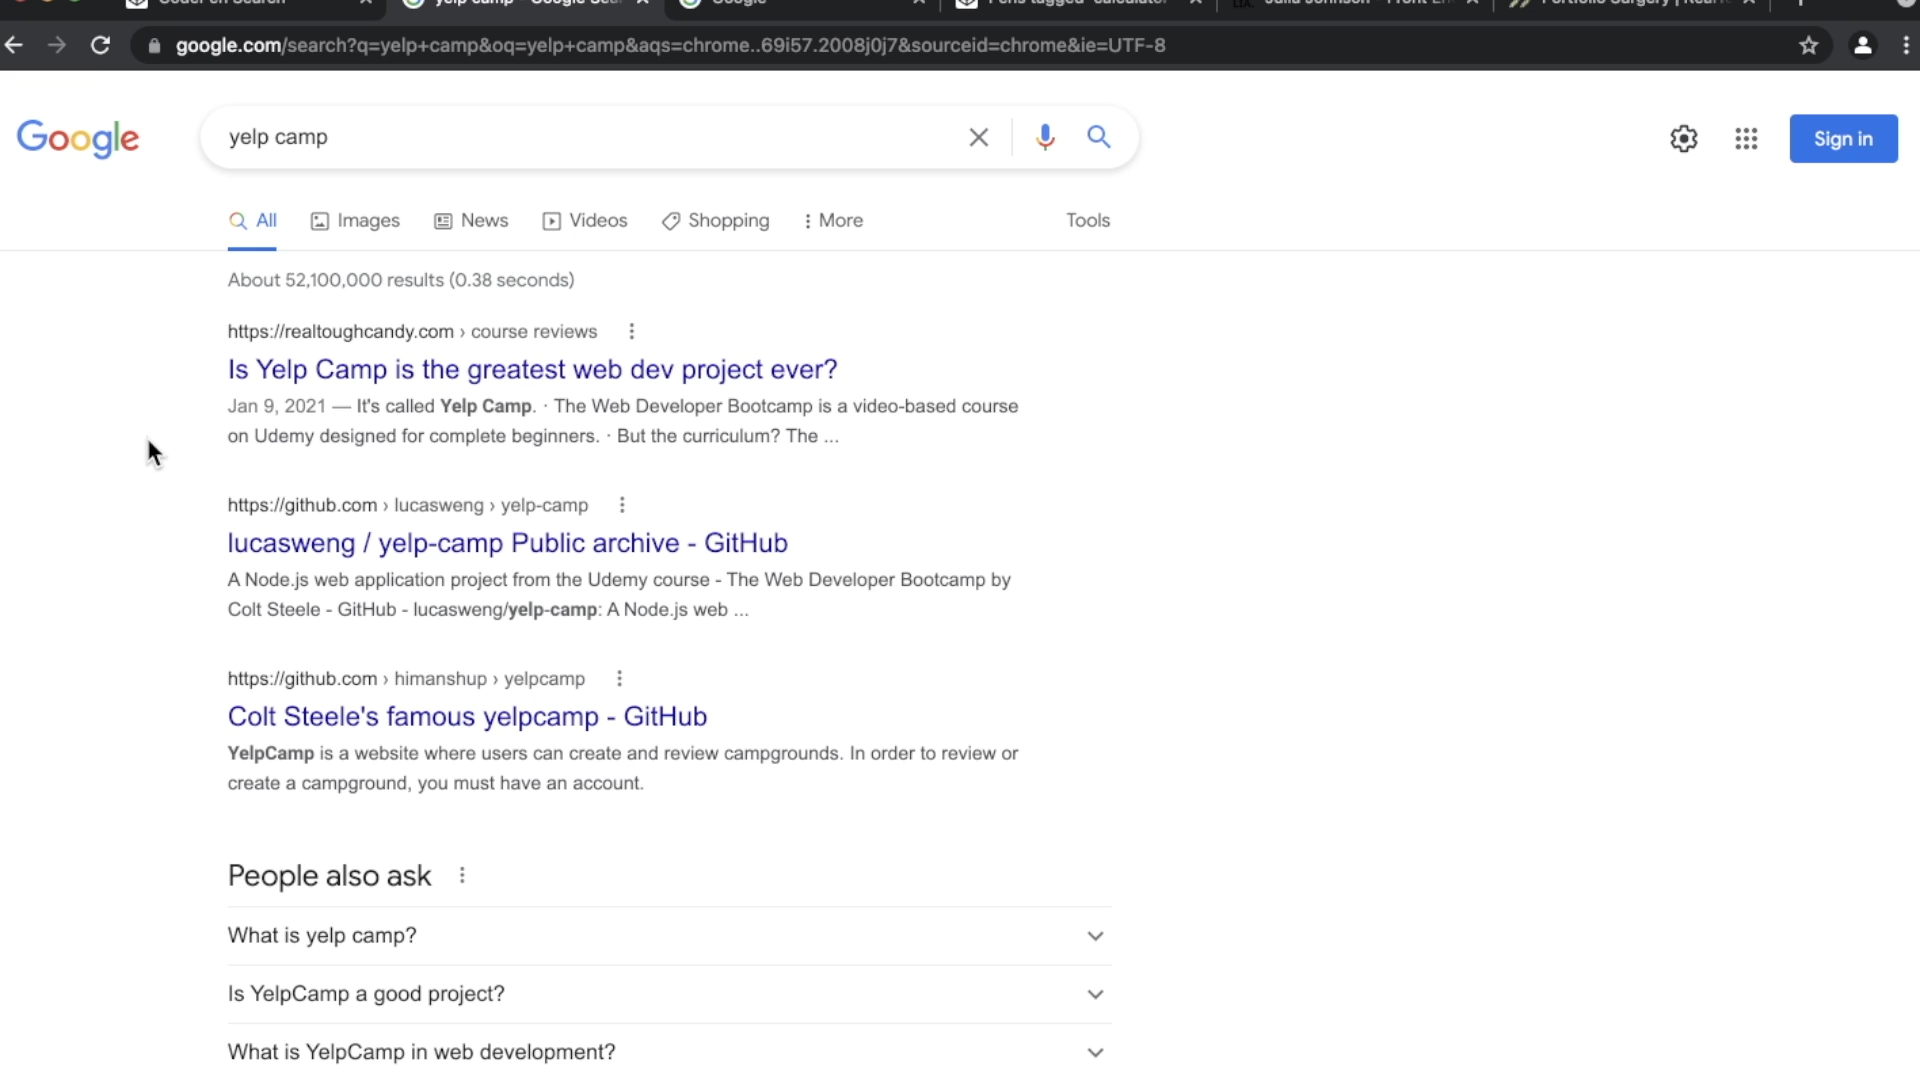 google.com/search?q=yelp+camp&oq=yelp+camp&aqs=chrome..69i57.2008j0j7&sourceid=chrome&ie=UTF-8
Google
yelp camp
Sign in
All
Images
News
Videos
Shopping
More
Tools
About 52,100,000 results (0.38 seconds)
https://realtoughcandy.com › course reviews
Is Yelp Camp is the greatest web dev project ever?
Jan 9, 2021 — It's called Yelp Camp. · The Web Developer Bootcamp is a video-based course
on Udemy designed for complete beginners. · But the curriculum? The ...
https://github.com › lucasweng › yelp-camp
lucasweng / yelp-camp Public archive - GitHub
A Node.js web application project from the Udemy course - The Web Developer Bootcamp by
Colt Steele - GitHub - lucasweng/yelp-camp: A Node.js web ...
https://github.com › himanshup › yelpcamp
Colt Steele's famous yelpcamp - GitHub
YelpCamp is a website where users can create and review campgrounds. In order to review or
create a campground, you must have an account.
People also ask
What is yelp camp?
Is YelpCamp a good project?
What is YelpCamp in web development?